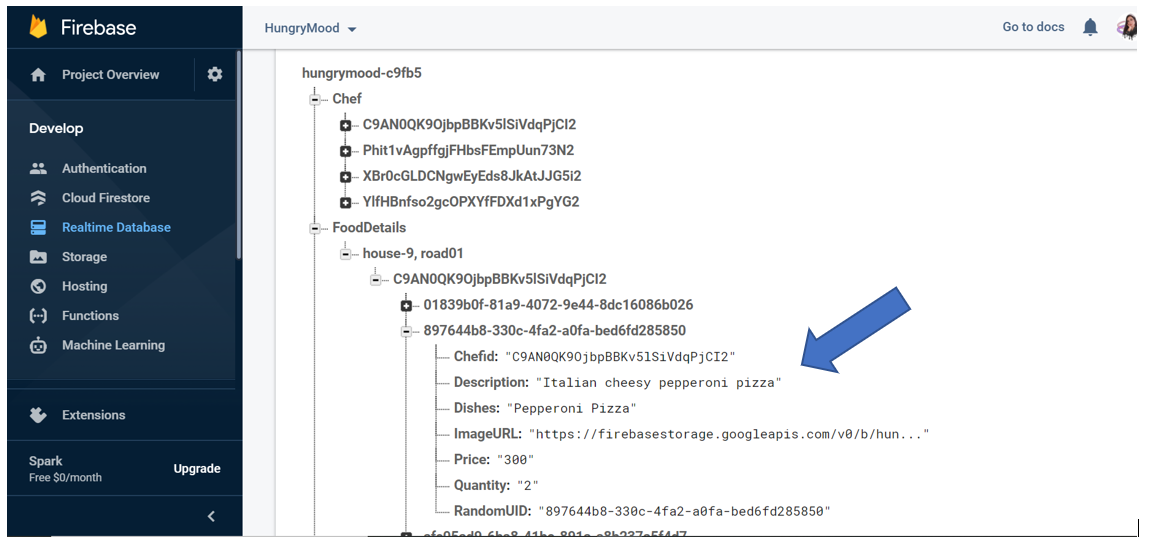 Firebase
HungryMood
Go to docs
Project Overview
Develop
Authentication
Cloud Firestore
Realtime Database
Storage
Hosting
Functions
Machine Learning
Extensions
Spark
Free $0/month
Upgrade
hungrymood-c9fb5
Chef
C9AN0QK9OjbpBBKv5lSiVdqPjCI2
Phit1vAgpffgjFHbsFEmpUun73N2
XBr0cGLDCNgwEyEds8JkAtJJG5i2
YlfHBnfso2gcOPXYfFDXd1xPgYG2
FoodDetails
house-9, road01
C9AN0QK9OjbpBBKv5lSiVdqPjCI2
01839b0f-81a9-4072-9e44-8dc16086b026
897644b8-330c-4fa2-a0fa-bed6fd285850
Chefid: "C9AN0QK9OjbpBBKv5lSiVdqPjCI2"
Description: "Italian cheesy pepperoni pizza"
Dishes: "Pepperoni Pizza"
ImageURL: "https://firebasestorage.googleapis.com/v0/b/hun..."
Price: "300"
Quantity: "2"
RandomUID: "897644b8-330c-4fa2-a0fa-bed6fd285850"